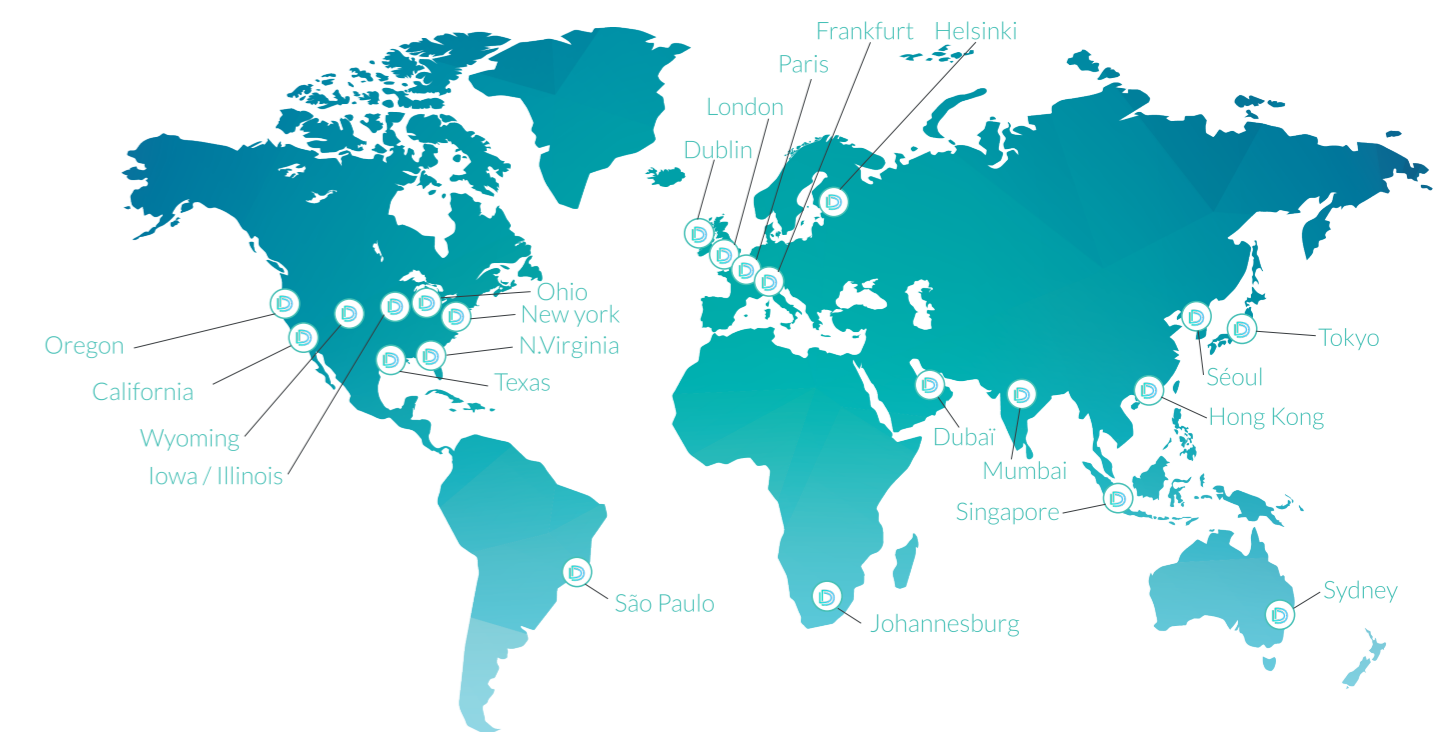 Frankfurt
Helsinki
Paris
London
Dublin
Ohio
New york
Oregon
N.Virginia
Tokyo
California
Texas
Séoul
Wyoming
Hong Kong
Dubaï
Iowa / Illinois
Mumbai
Singapore
São Paulo
Sydney
Johannesburg